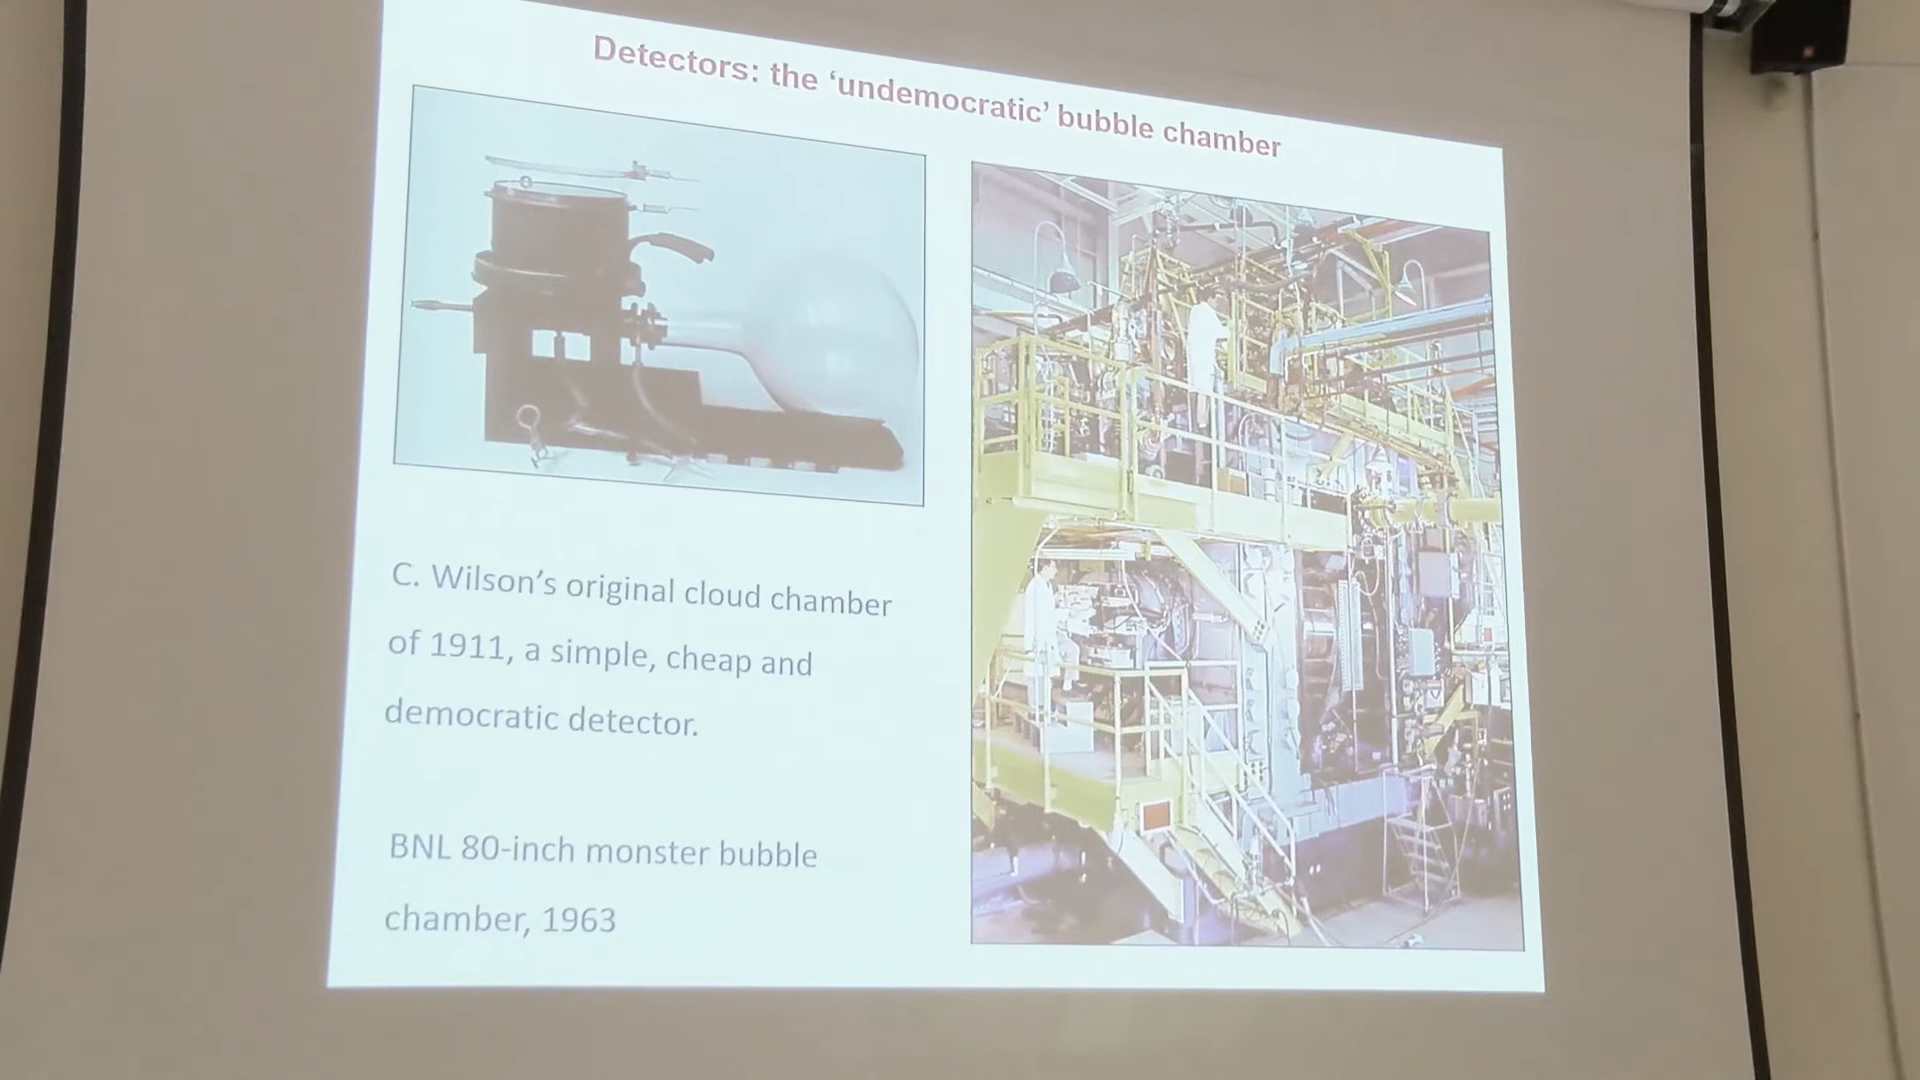 Detectors: the ‘undemocratic’ bubble chamber
C. Wilson’s original cloud chamber
of 1911, a simple, cheap and
democratic detector.
BNL 80-inch monster bubble
chamber, 1963